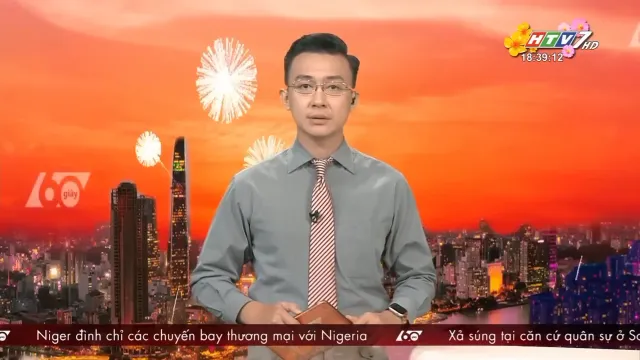 HTV7 HD
18:39:12
60 giây
Niger đình chỉ các chuyến bay thương mại với Nigeria
60
Xả súng tại căn cứ quân sự ở S